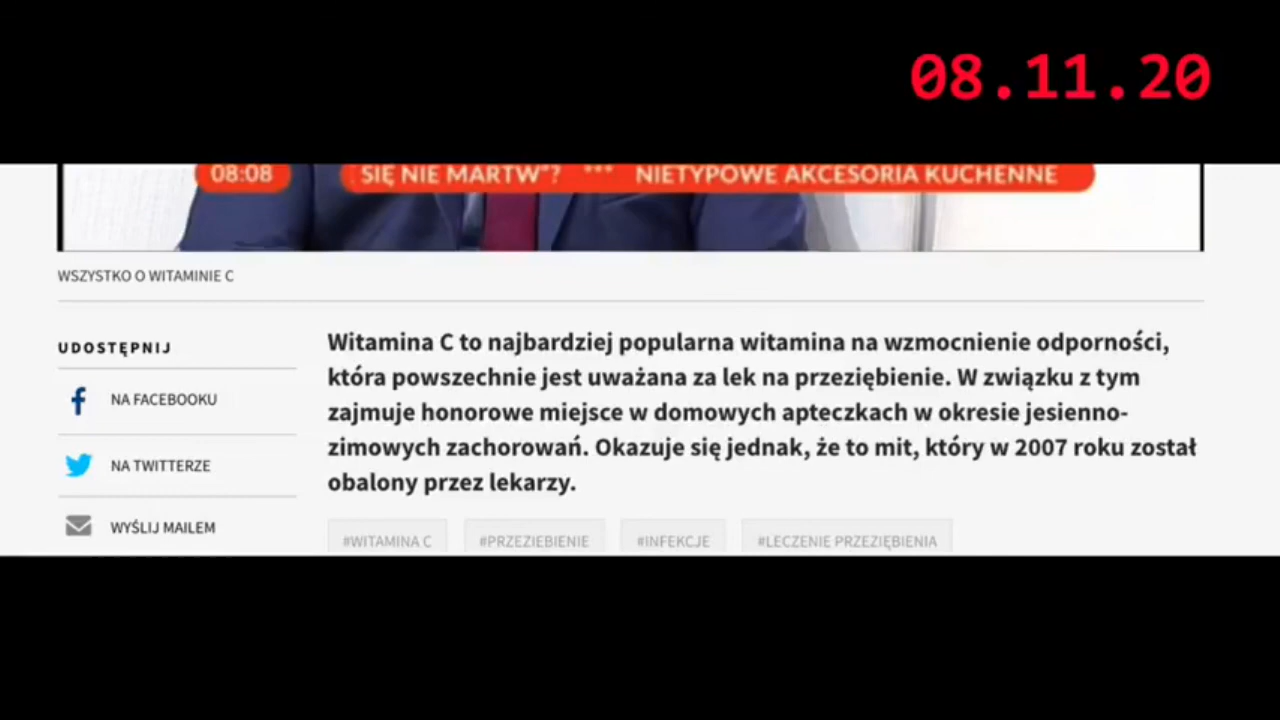 08.11.20
08:08 SIĘ NIE MARTW"? *** NIETYPOWE AKCESORIA KUCHENNE
WSZYSTKO O WITAMINIE C
UDOSTĘPNIJ
NA FACEBOOKU
NA TWITTERZE
WYŚLIJ MAILEM
Witamina C to najbardziej popularna witamina na wzmocnienie odporności,
która powszechnie jest uważana za lek na przeziębienie. W związku z tym
zajmuje honorowe miejsce w domowych apteczkach w okresie jesienno-
zimowych zachorowań. Okazuje się jednak, że to mit, który w 2007 roku został
obalony przez lekarzy.
#WITAMINA C #PRZEZIEBIENIE #INFEKCJE #LECZENIE PRZEZIĘBIENIA